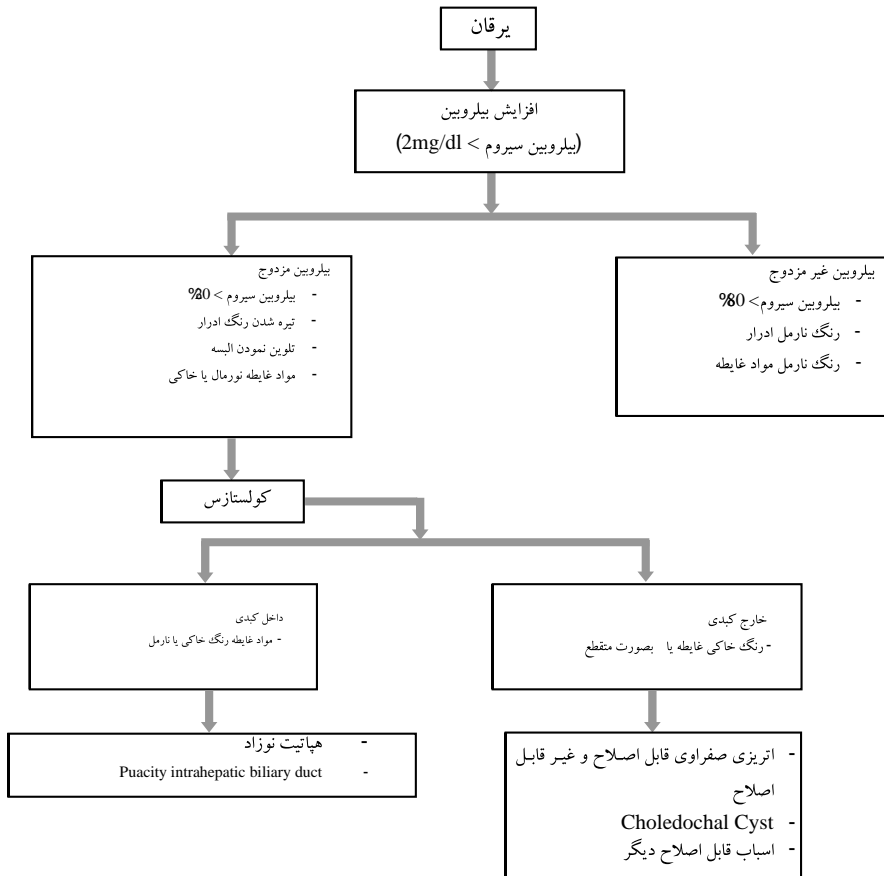 یرقان
افزایش بیلروبین
(بیلروبین سیروم > 2mg/dl)
بیلروبین مزدوج
- بیلروبین سیروم >
- تیره شدن رنگ ادرار
- تلوین نمودن البسه
- مواد غایطه نورمال یا خاکی
بیلروبین غیر مزدوج
- بیلروبین سیروم> %80
- رنگ نارمل ادرار
- رنگ نارمل مواد غایطه
کولستازس
داخل کبدی
- مواد غایطه رنگ خاکی یا نارمل
خارج کبدی
- رنگ خاکی غایطه یا بصورت متقطع
- هپاتیت نوزاد
- Puacity intrahepatic biliary duct
- اتریزی صفراوی قابل اصلاح و غیر قابل
اصلاح
- Choledochal Cyst
- اسباب قابل اصلاح دیگر